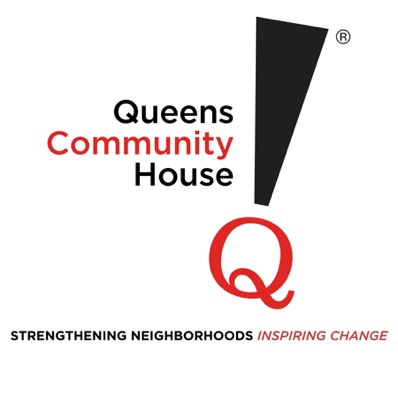 Queens
Community
House
®
Q
STRENGTHENING NEIGHBORHOODS INSPIRING CHANGE